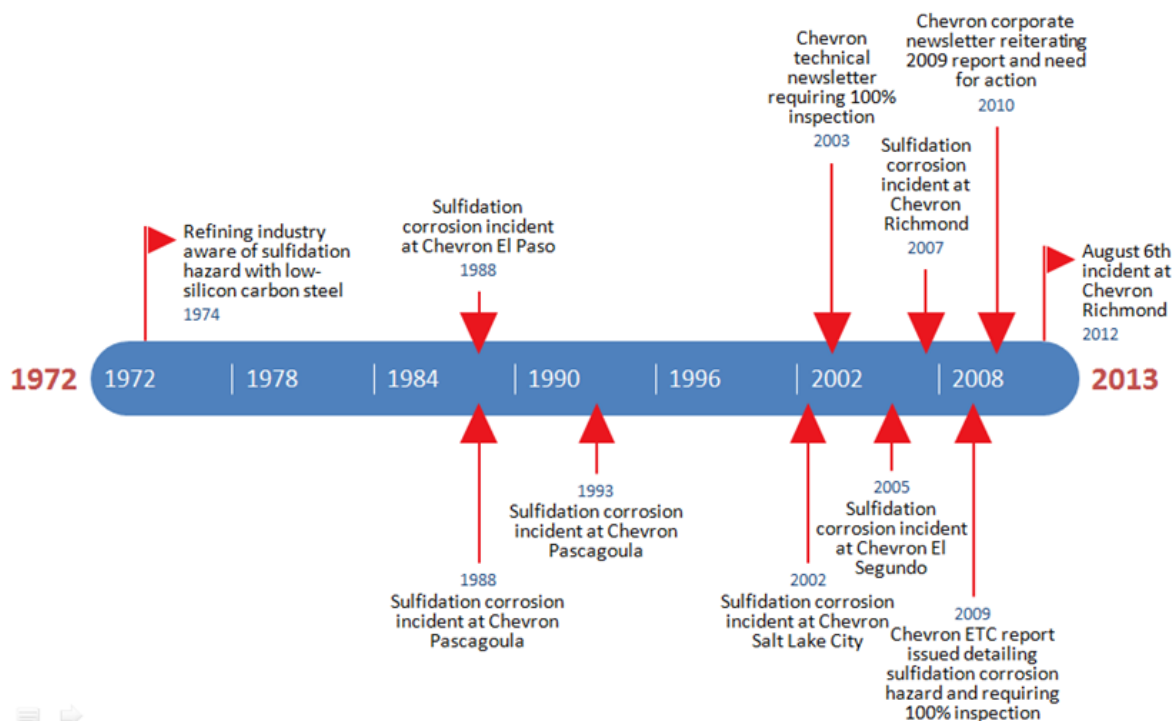 Chevron corporate
newsletter reiterating
2009 report and need
for action
2010
Chevron
technical
newsletter
requiring 100%
inspection
2003
Sulfidation
corrosion
incident at
Chevron
Richmond
2007
Sulfidation
corrosion incident
at Chevron El Paso
1988
Refining industry
aware of sulfidation
hazard with low-
silicon carbon steel
1974
August 6th
incident at
Chevron
Richmond
2012
1972
1972
1978
1984
1990
1996
2002
2008
2013
1993
Sulfidation corrosion
incident at Chevron
Pascagoula
2005
Sulfidation
corrosion incident
at Chevron El
Segundo
1988
Sulfidation corrosion
incident at Chevron
Pascagoula
2002
Sulfidation corrosion
incident at Chevron
Salt Lake City
2009
Chevron ETC report
issued detailing
sulfidation corrosion
hazard and requiring
100% inspection